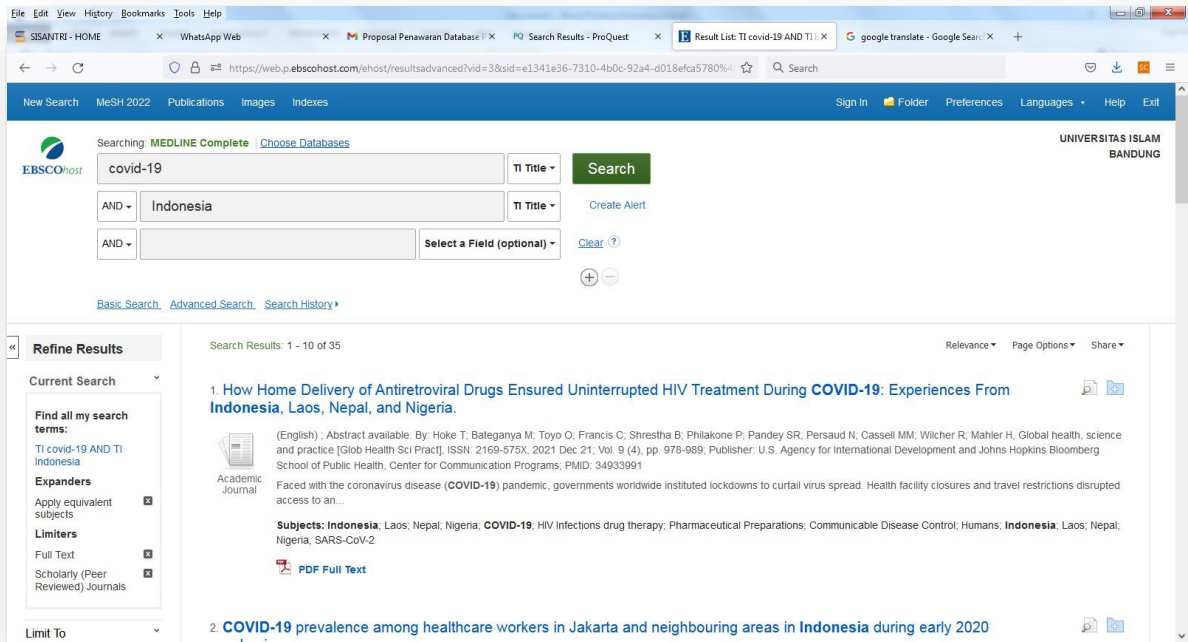 File Edit View History Bookmarks Tools Help
SISANTRI - HOME
WhatsApp Web
Proposal Penawaran Database P
PQ Search Results - ProQuest
Result List: TI covid-19 AND TI
G google translate - Google Searc
https://web.p.ebscohost.com/ehost/resultsadvanced?vid=3&sid=e1341e36-7310-4b0c-92a4-d018efca5780%4
Search
New Search MeSH 2022 Publications Images Indexes
Sign In Folder Preferences Languages Help Exit
EBSCOhost
Searching: MEDLINE Complete | Choose Databases
UNIVERSITAS ISLAM
BANDUNG
covid-19 TI Title Search
AND Indonesia TI Title Create Alert
AND Select a Field (optional) Clear ?
Basic Search Advanced Search Search History
Refine Results
Current Search
Find all my search
terms:
TI covid-19 AND TI
Indonesia
Expanders
Apply equivalent
subjects
Limiters
Full Text
Scholarly (Peer
Reviewed) Journals
Limit To
Search Results: 1 - 10 of 35
Relevance Page Options Share
1. How Home Delivery of Antiretroviral Drugs Ensured Uninterrupted HIV Treatment During COVID-19: Experiences From
Indonesia, Laos, Nepal, and Nigeria.
Academic
Journal
(English) ; Abstract available. By: Hoke T; Bateganya M; Toyo O; Francis C; Shrestha B; Philakone P; Pandey SR; Persaud N; Cassell MM; Wilcher R; Mahler H, Global health, science
and practice [Glob Health Sci Pract], ISSN: 2169-575X, 2021 Dec 21; Vol. 9 (4), pp. 978-989; Publisher: U.S. Agency for International Development and Johns Hopkins Bloomberg
School of Public Health, Center for Communication Programs; PMID: 34933991
Faced with the coronavirus disease (COVID-19) pandemic, governments worldwide instituted lockdowns to curtail virus spread. Health facility closures and travel restrictions disrupted
access to an...
Subjects: Indonesia; Laos; Nepal; Nigeria; COVID-19; HIV Infections drug therapy; Pharmaceutical Preparations; Communicable Disease Control; Humans; Indonesia; Laos; Nepal;
Nigeria; SARS-CoV-2
PDF Full Text
2. COVID-19 prevalence among healthcare workers in Jakarta and neighbouring areas in Indonesia during early 2020